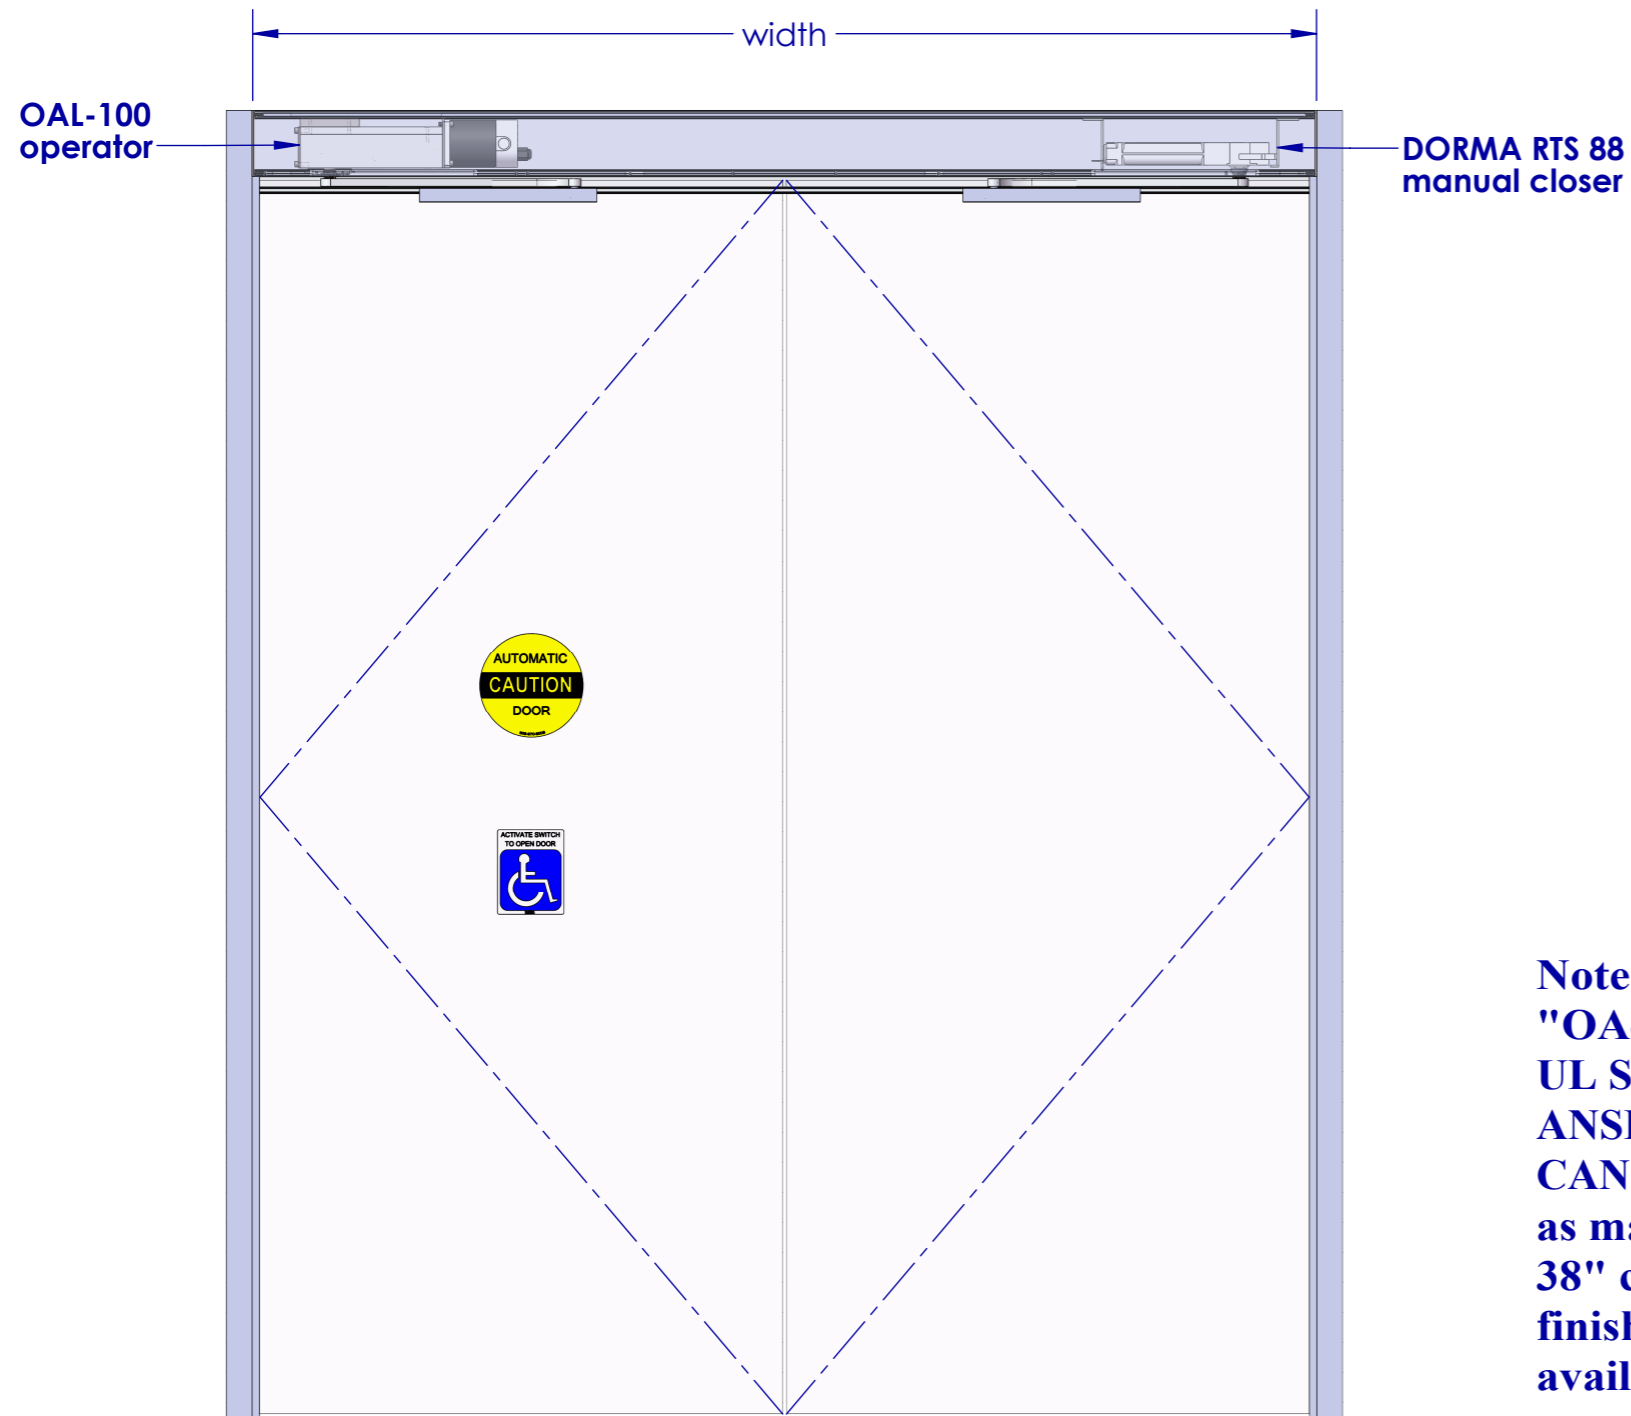 width
OAL-100
operator
DORMA RTS 88
manual closer
AUTOMATIC
CAUTION
DOOR
ACTIVATE SWITCH
TO OPEN DOOR
Note
"OA
UL S
ANSI
CAN
as ma
38" c
finish
avail